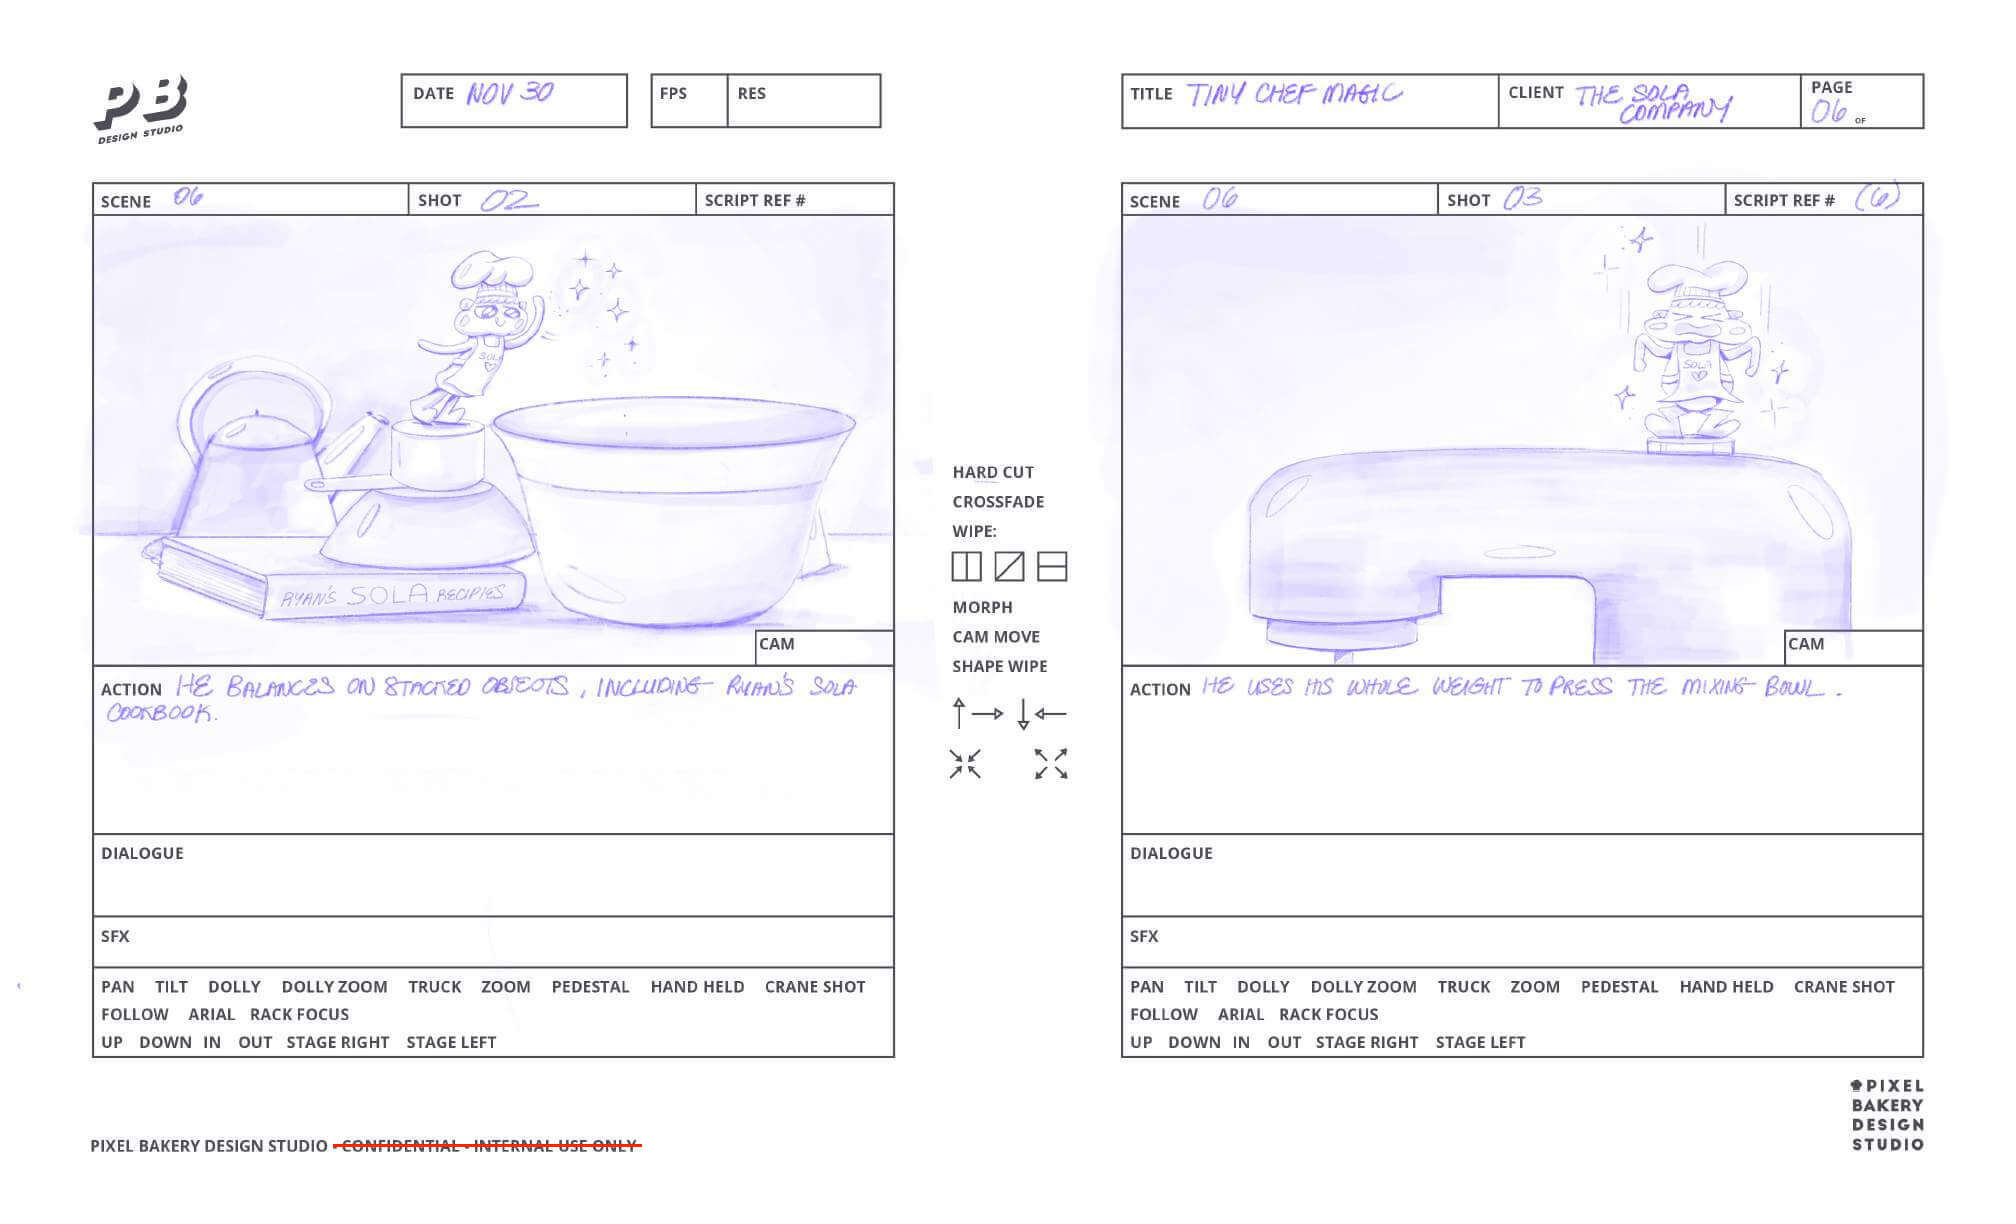 PB
DESIGN STUDIO
DATE NOV 30
FPS
RES
TITLE TINY CHEF MAGIC
CLIENT THE SOLA
COMPANY
PAGE
06 OF
SCENE 06
SHOT 02
SCRIPT REF #
SOLA
RYAN'S SOLA RECIPIES
CAM
ACTION HE BALANCES ON STACKED OBJECTS, INCLUDING RYAN'S SOLA
COOKBOOK.
DIALOGUE
SFX
PAN TILT DOLLY DOLLY ZOOM TRUCK ZOOM PEDESTAL HAND HELD CRANE SHOT
FOLLOW ARIAL RACK FOCUS
UP DOWN IN OUT STAGE RIGHT STAGE LEFT
HARD CUT
CROSSFADE
WIPE:
MORPH
CAM MOVE
SHAPE WIPE
SCENE 06
SHOT 03
SCRIPT REF # (6)
SOLA
CAM
ACTION HE USES HIS WHOLE WEIGHT TO PRESS THE MIXING BOWL.
DIALOGUE
SFX
PAN TILT DOLLY DOLLY ZOOM TRUCK ZOOM PEDESTAL HAND HELD CRANE SHOT
FOLLOW ARIAL RACK FOCUS
UP DOWN IN OUT STAGE RIGHT STAGE LEFT
PIXEL BAKERY DESIGN STUDIO - CONFIDENTIAL - INTERNAL USE ONLY
PIXEL
BAKERY
DESIGN
STUDIO